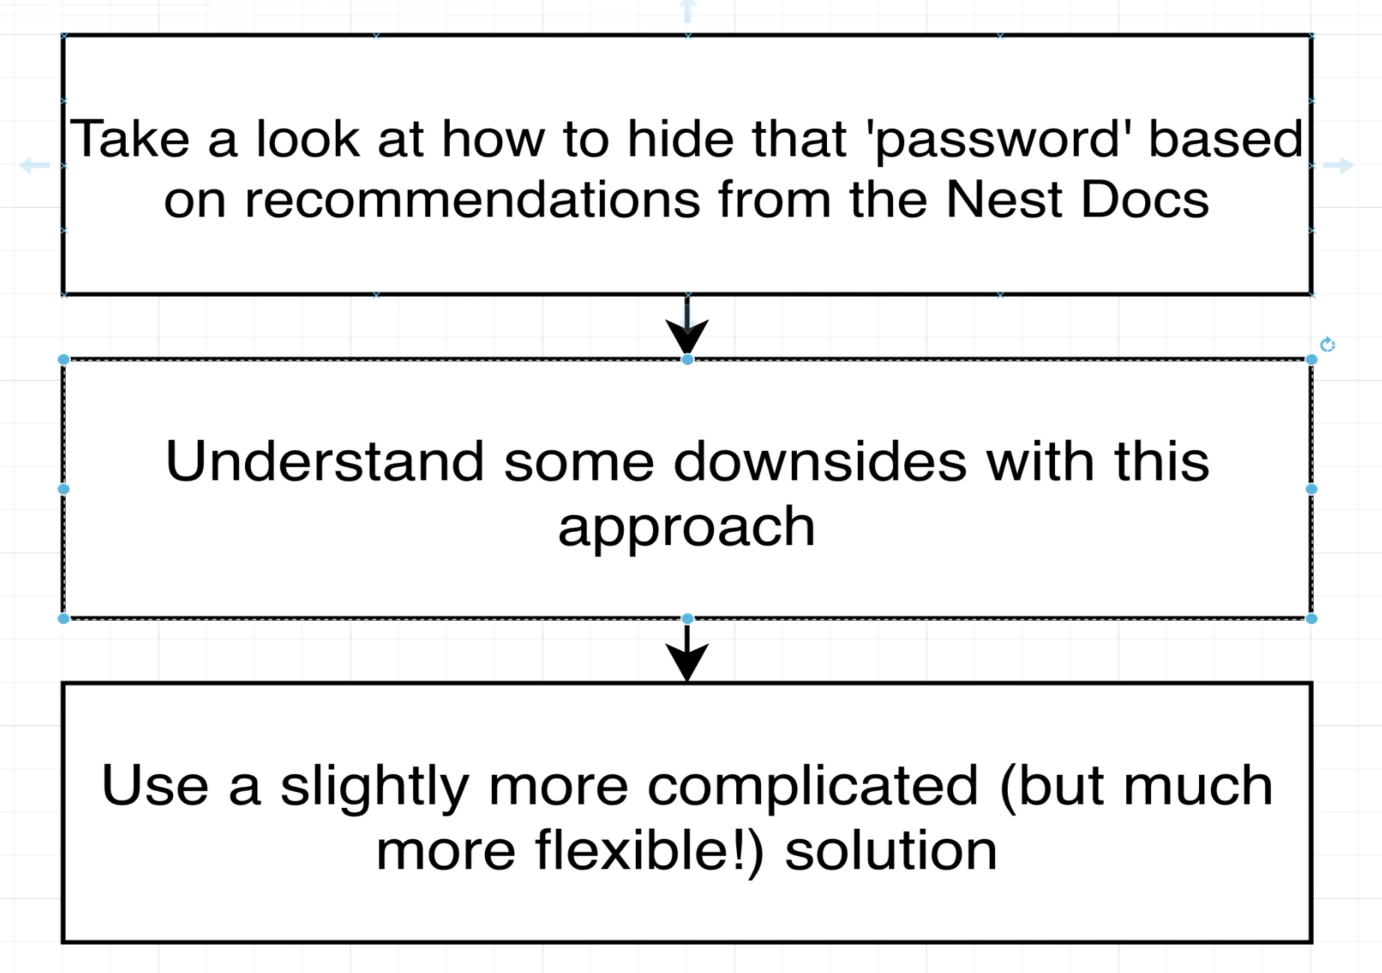 Take a look at how to hide that 'password' based
on recommendations from the Nest Docs
Understand some downsides with this
approach
Use a slightly more complicated (but much
more flexible!) solution